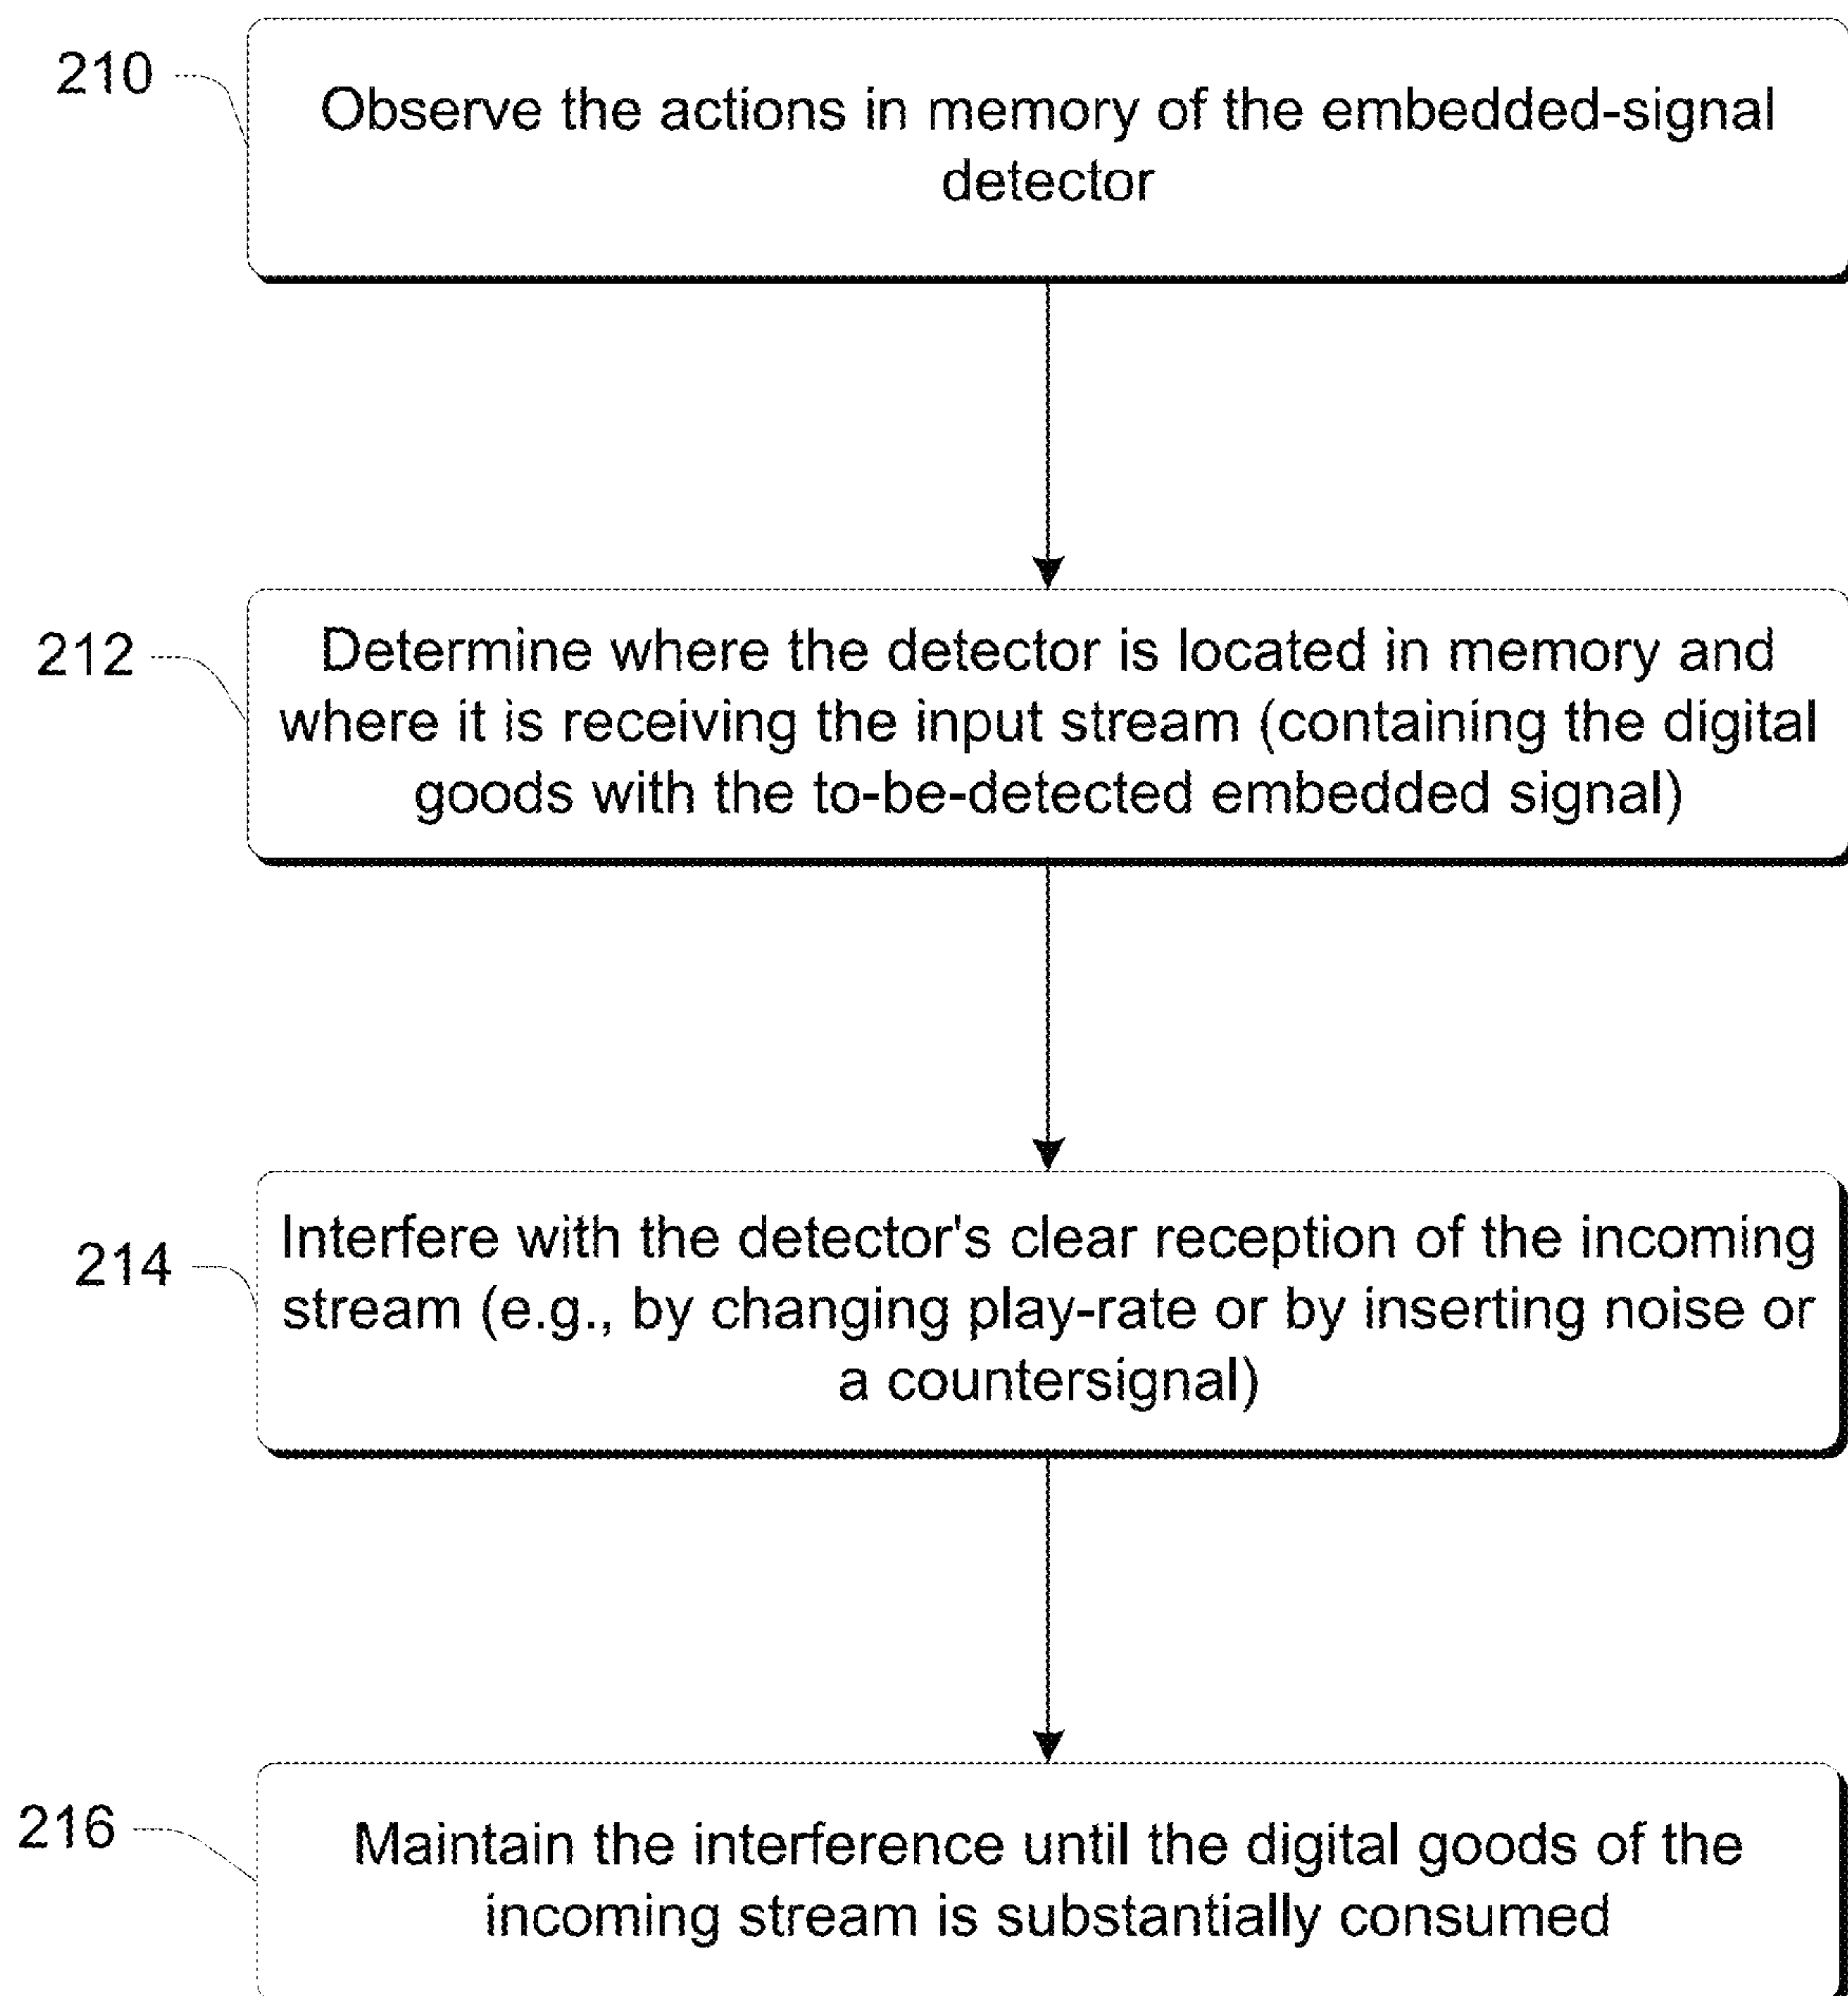 210
Observe the actions in memory of the embedded-signal
detector
212
Determine where the detector is located in memory and
where it is receiving the input stream (containing the digital
goods with the to-be-detected embedded signal)
214
Interfere with the detector's clear reception of the incoming
stream (e.g., by changing play-rate or by inserting noise or
a countersignal)
216
Maintain the interference until the digital goods of the
incoming stream is substantially consumed